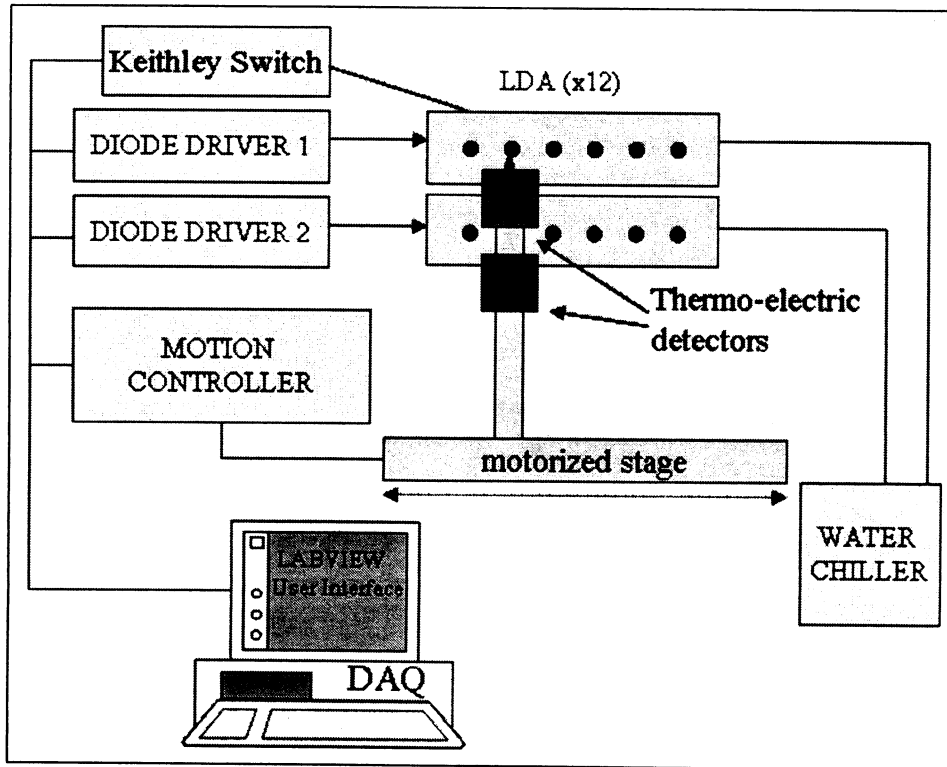 Keithley Switch
LDA (x12)
DIODE DRIVER 1
DIODE DRIVER 2
Thermo-electric
detectors
MOTION
CONTROLLER
motorized stage
WATER
CHILLER
LABVIEW
User Interface
DAQ